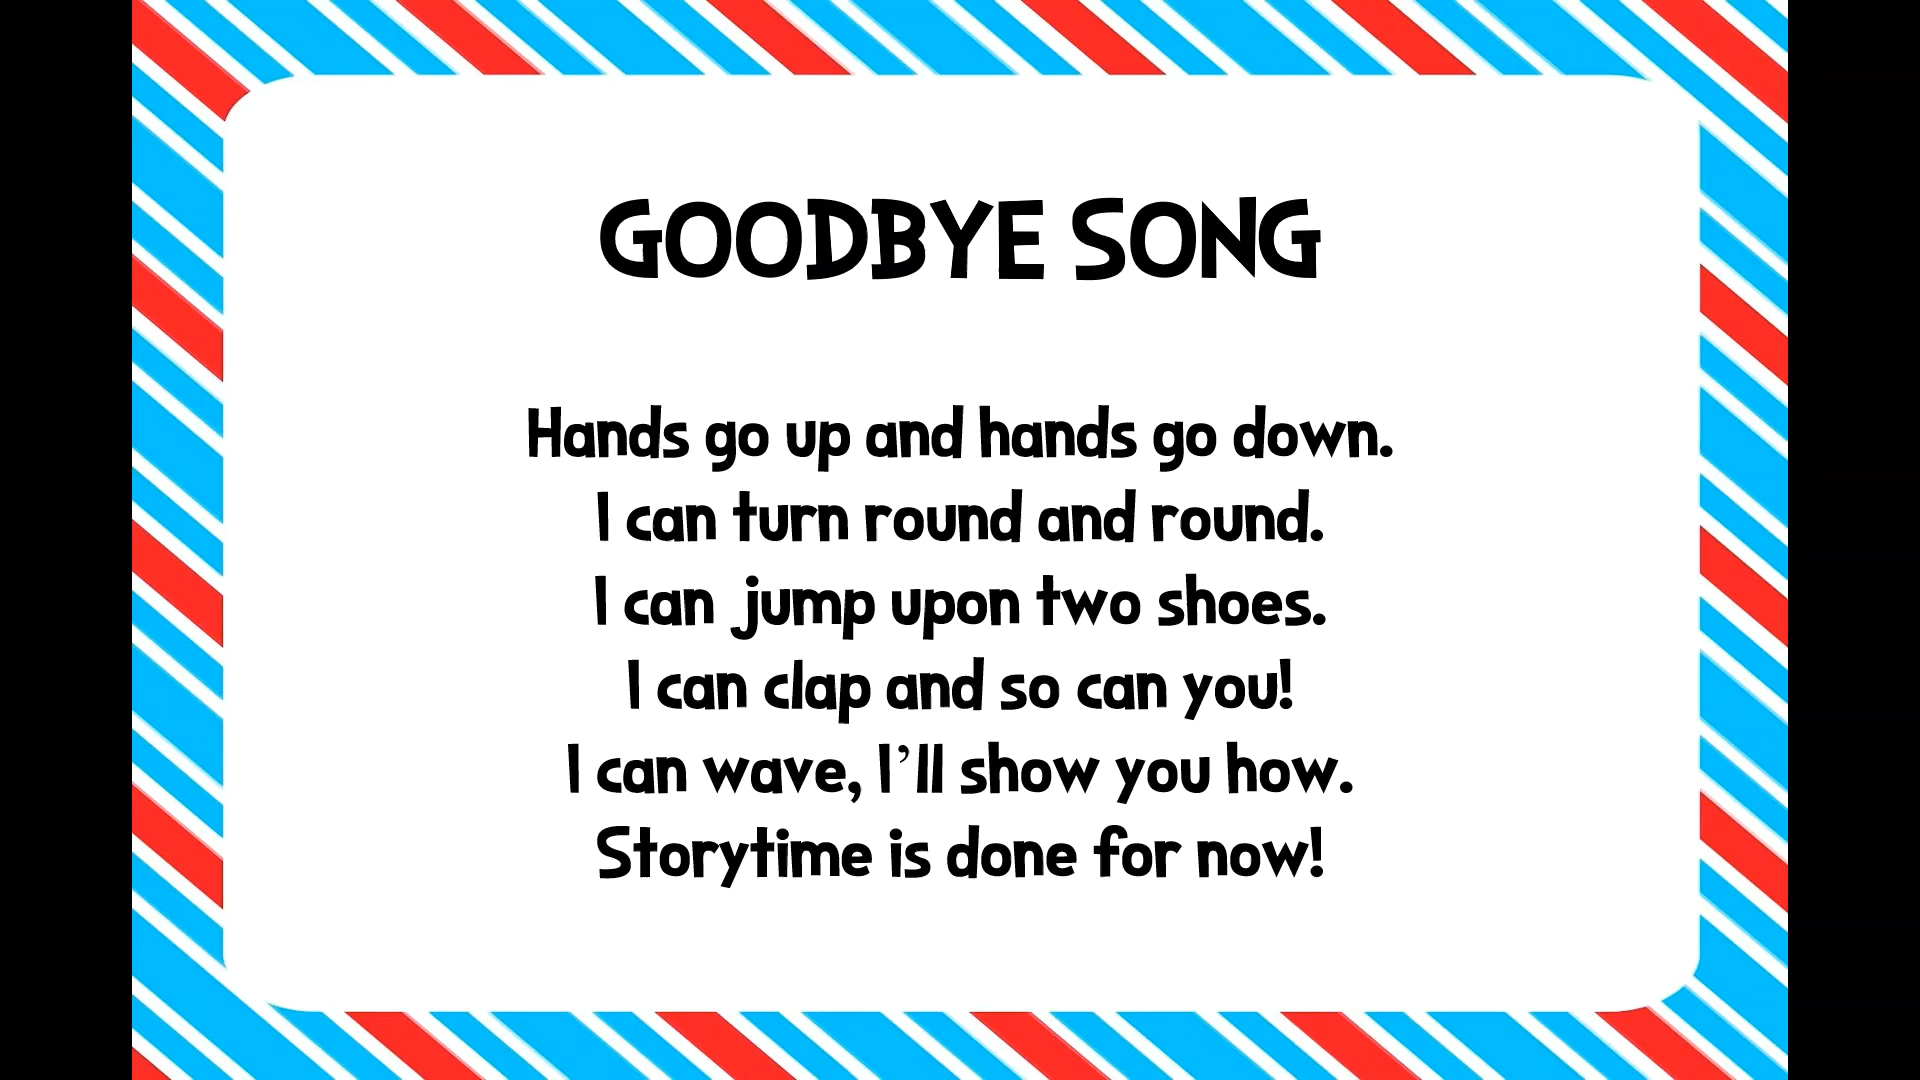 GOODBYE SONG
Hands go up and hands go down.
I can turn round and round.
I can jump upon two shoes.
I can clap and so can you!
I can wave, I’ll show you how.
Storytime is done for now!